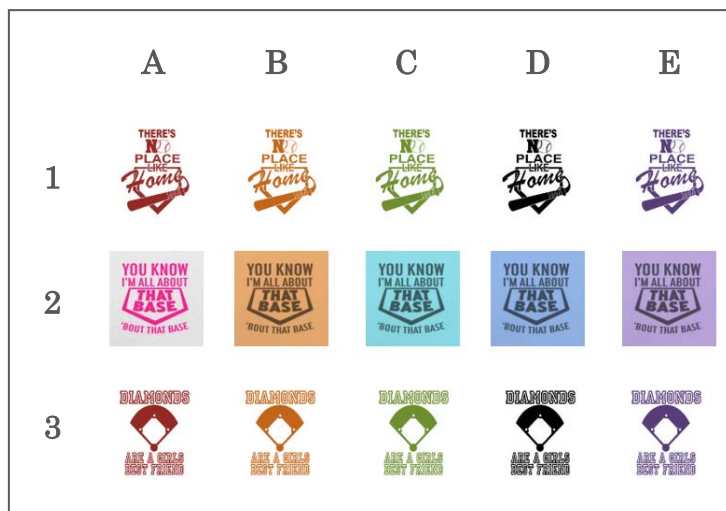 A B C D E
1
THERE'S
NO
PLACE
LIKE
Home
THERE'S
NO
PLACE
LIKE
Home
THERE'S
NO
PLACE
LIKE
Home
THERE'S
NO
PLACE
LIKE
Home
THERE'S
NO
PLACE
LIKE
Home
2
YOU KNOW
I'M ALL ABOUT
THAT
BASE
'BOUT THAT BASE
YOU KNOW
I'M ALL ABOUT
THAT
BASE
'BOUT THAT BASE
YOU KNOW
I'M ALL ABOUT
THAT
BASE
'BOUT THAT BASE
YOU KNOW
I'M ALL ABOUT
THAT
BASE
'BOUT THAT BASE
YOU KNOW
I'M ALL ABOUT
THAT
BASE
'BOUT THAT BASE
3
DIAMONDS
ARE A GIRLS
BEST FRIEND
DIAMONDS
ARE A GIRLS
BEST FRIEND
DIAMONDS
ARE A GIRLS
BEST FRIEND
DIAMONDS
ARE A GIRLS
BEST FRIEND
DIAMONDS
ARE A GIRLS
BEST FRIEND